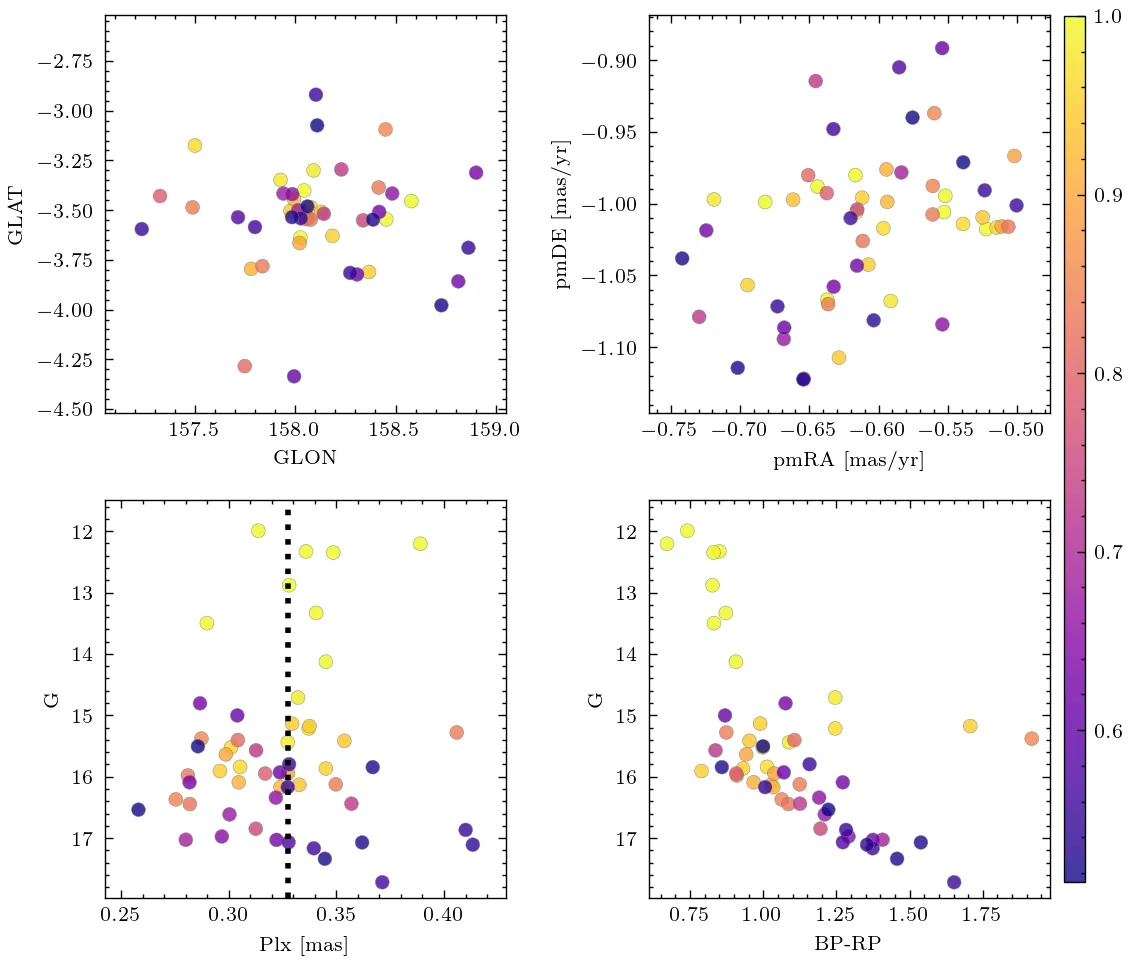 −2.75
−3.00
−3.25
−3.50
−3.75
−4.00
−4.25
−4.50
GLAT
157.5 158.0 158.5 159.0
GLON
−0.90
−0.95
−1.00
−1.05
−1.10
pmDE [mas/yr]
−0.75 −0.70 −0.65 −0.60 −0.55 −0.50
pmRA [mas/yr]
1.0
0.9
0.8
0.7
0.6
12
13
14
15
16
17
G
0.25 0.30 0.35 0.40
Plx [mas]
12
13
14
15
16
17
G
0.75 1.00 1.25 1.50 1.75
BP-RP